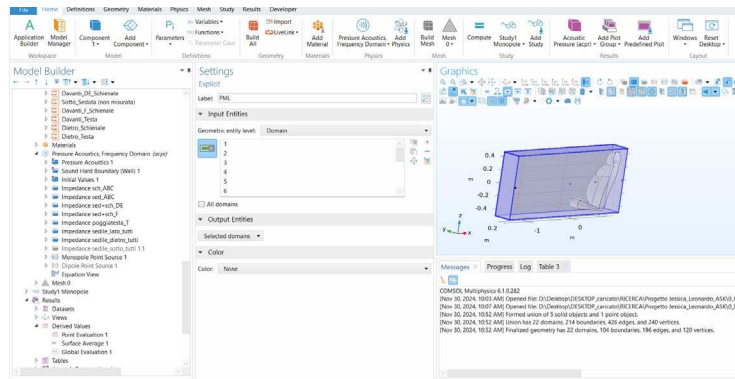 File Home Definitions Geometry Materials Physics Mesh Study Results Developer
Application Builder
Model Manager
Workspace
Component 1
Add Component
Model
Parameters
Variables
Functions
Parameter Case
Definitions
Build All
Import
LiveLink
Geometry
Add Material
Materials
Pressure Acoustics, Frequency Domain
Add Physics
Physics
Build Mesh
Mesh 0
Mesh
Compute
Study1 Monopole
Add Study
Study
Acoustic Pressure (acpr)
Add Plot Group
Add Predefined Plot
Results
Windows
Reset Desktop
Layout
Model Builder
Davanti_DE_Schienale
Sotto_Seduta (non misurata)
Davanti_F_Schienale
Davanti_Testa
Dietro_Schienale
Dietro_Testa
Materials
Pressure Acoustics, Frequency Domain (acpr)
Pressure Acoustics 1
Sound Hard Boundary (Wall) 1
Initial Values 1
Impedance sch_ABC
Impedance sed_ABC
Impedance sed+sch_DE
Impedance sed+sch_F
Impedance poggiatesta_T
Impedance sedile_lato_tutti
Impedance sedile_dietro_tutti
Impedance sedile_sotto_tutti 1.1
Monopole Point Source 1
Dipole Point Source 1
Equation View
Mesh 0
Study1 Monopole
Results
Datasets
Views
Derived Values
Point Evaluation 1
Surface Average 1
Global Evaluation 1
Tables
Settings
Explicit
Label: PML
Input Entities
Geometric entity level: Domain
1
2
3
4
5
6
All domains
Output Entities
Selected domains
Color
Color: None
Graphics
0.4
0.2
m 0
-0.2
-0.4
z
y x
0.2
m
-1
0
m
Messages Progress Log Table 3
COMSOL Multiphysics 6.1.0.282
[Nov 30, 2024, 10:03 AM] Opened file: D:\Desktop\DESKTOP_caricato\RICERCA\Progetto Jessica_Leonardo_ASK\0_
[Nov 30, 2024, 10:07 AM] Opened file: D:\Desktop\DESKTOP_caricato\RICERCA\Progetto Jessica_Leonardo_ASK\0_
[Nov 30, 2024, 10:52 AM] Formed union of 5 solid objects and 1 point object.
[Nov 30, 2024, 10:52 AM] Union has 22 domains, 214 boundaries, 426 edges, and 240 vertices.
[Nov 30, 2024, 10:52 AM] Finalized geometry has 22 domains, 104 boundaries, 196 edges, and 120 vertices.